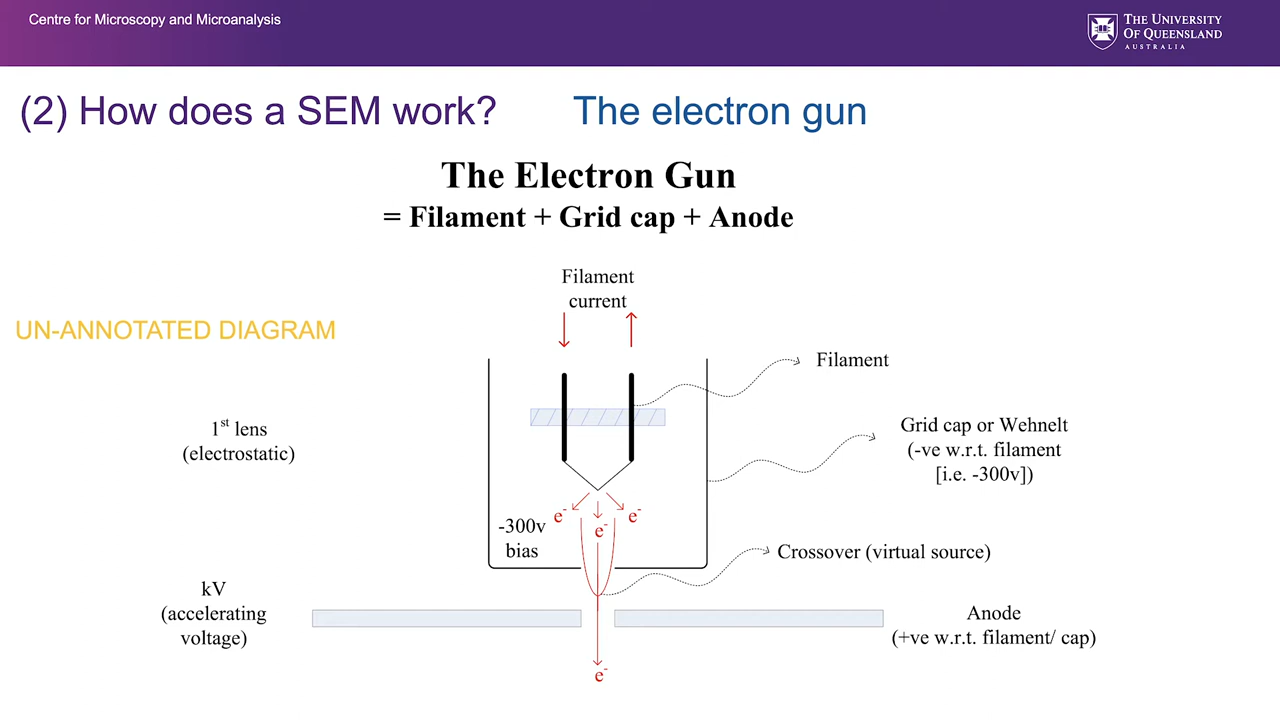 Centre for Microscopy and Microanalysis
THE UNIVERSITY
OF QUEENSLAND
AUSTRALIA
(2) How does a SEM work?
The electron gun
The Electron Gun
= Filament + Grid cap + Anode
Filament
current
UN-ANNOTATED DIAGRAM
Filament
1st lens
(electrostatic)
Grid cap or Wehnelt
(-ve w.r.t. filament
[i.e. -300v])
e-
e-
e-
-300v
bias
Crossover (virtual source)
kV
(accelerating
voltage)
Anode
(+ve w.r.t. filament/ cap)
e-